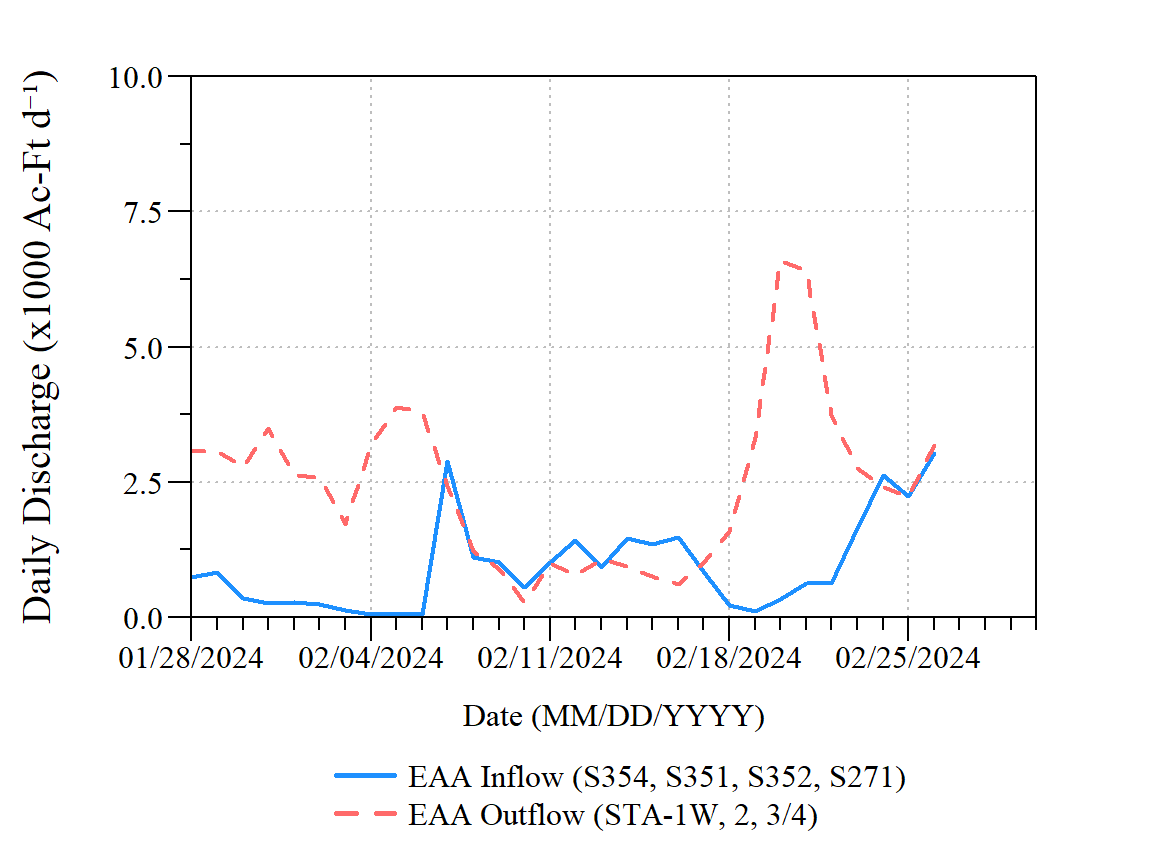 Daily Discharge (x1000 Ac-Ft d⁻¹)
10.0
7.5
5.0
2.5
0.0
01/28/2024 02/04/2024 02/11/2024 02/18/2024 02/25/2024
Date (MM/DD/YYYY)
EAA Inflow (S354, S351, S352, S271)
EAA Outflow (STA-1W, 2, 3/4)